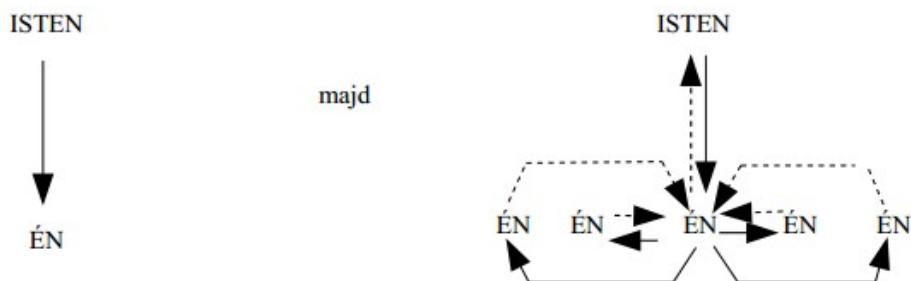 ISTEN
ISTEN
majd
ÉN
ÉN ÉN ÉN ÉN ÉN